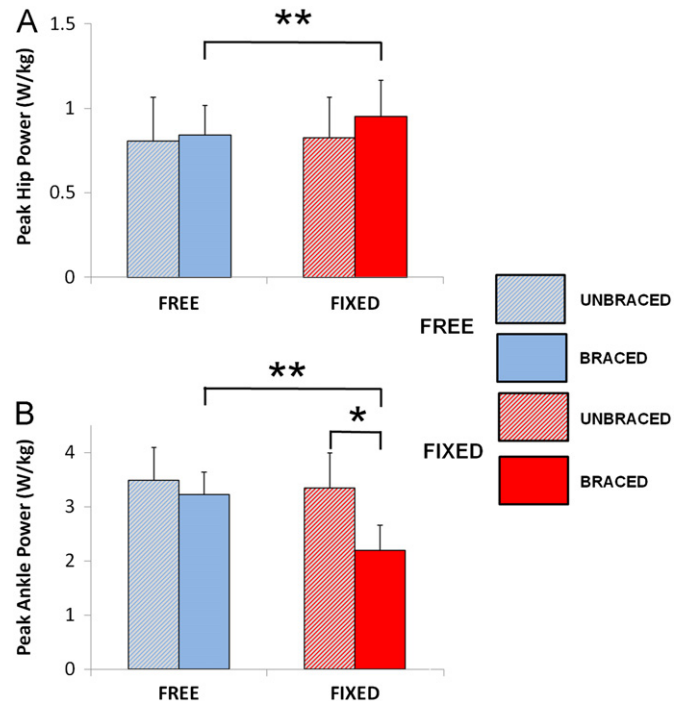 A
**
Peak Hip Power (W/kg)
1.5
1
0.5
0
FREE FIXED
B
**
*
Peak Ankle Power (W/kg)
4
3
2
1
0
FREE FIXED
FREE
UNBRACED
BRACED
FIXED
UNBRACED
BRACED